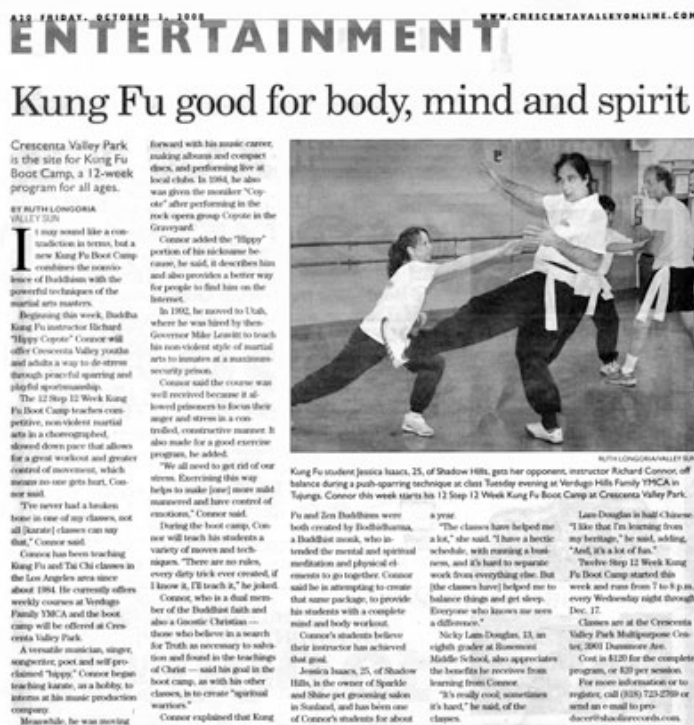 A20 FRIDAY, OCTOBER 3, 2008
WWW.CRESCENTAVALLEYONLINE.COM
ENTERTAINMENT
Kung Fu good for body, mind and spirit
Crescenta Valley Park
is the site for Kung Fu
Boot Camp, a 12-week
program for all ages.
BY RUTH LONGORIA
VALLEY SUN
It may sound like a con-
tradiction in terms, but a
new Kung Fu Boot Camp
combines the nonvio-
lence of Buddhism with the
powerful techniques of the
martial arts masters.
Beginning this week, Buddha
Kung Fu instructor Richard
"Hippy Coyote" Connor will
offer Crescenta Valley youths
and adults a way to de-stress
through peaceful sparring and
playful sportsmanship.
The 12 Step 12 Week Kung
Fu Boot Camp teaches com-
petitive, non-violent martial
arts in a choreographed,
slowed down pace that allows
for a great workout and greater
control of movement, which
means no one gets hurt, Con-
nor said.
"I've never had a broken
bone in one of my classes, not
all [karate] classes can say
that," Connor said.
Connor has been teaching
Kung Fu and Tai Chi classes in
the Los Angeles area since
about 1984. He currently offers
weekly courses at Verdugo
Family YMCA and the boot
camp will be offered at Cres-
centa Valley Park.
A versatile musician, singer,
songwriter, poet and self-pro-
claimed "hippy," Connor began
teaching karate, as a hobby, to
interns at his music production
company.
Meanwhile, he was moving
forward with his music career,
making albums and compact
discs, and performing live at
local clubs. In 1984, he also
was given the moniker "Coy-
ote" after performing in the
rock opera group Coyote in the
Graveyard.
Connor added the "Hippy"
portion of his nickname be-
cause, he said, it describes him
and also provides a better way
for people to find him on the
Internet.
In 1992, he moved to Utah,
where he was hired by then-
Governor Mike Leavitt to teach
his non-violent style of martial
arts to inmates at a maximum-
security prison.
Connor said the course was
well received because it al-
lowed prisoners to focus their
anger and stress in a con-
trolled, constructive manner. It
also made for a good exercise
program, he added.
"We all need to get rid of our
stress. Exercising this way
helps to make [one] more mild
mannered and have control of
emotions," Connor said.
During the boot camp, Con-
nor will teach his students a
variety of moves and tech-
niques. "There are no rules,
every dirty trick ever created, if
I know it, I'll teach it," he joked.
Connor, who is a dual mem-
ber of the Buddhist faith and
also a Gnostic Christian —
those who believe in a search
for Truth as necessary to salva-
tion and found in the teachings
of Christ — said his goal in the
boot camp, as with his other
classes, is to create "spiritual
warriors."
Connor explained that Kung
RUTH LONGORIA/VALLEY SUN
Kung Fu student Jessica Isaacs, 25, of Shadow Hills, gets her opponent, instructor Richard Connor, off
balance during a push-sparring technique at class Tuesday evening at Verdugo Hills Family YMCA in
Tujunga. Connor this week starts his 12 Step 12 Week Kung Fu Boot Camp at Crescenta Valley Park.
Fu and Zen Buddhism were
both created by Bodhidharma,
a Buddhist monk, who in-
tended the mental and spiritual
meditation and physical el-
ements to go together. Connor
said he is attempting to create
that same package, to provide
his students with a complete
mind and body workout.
Connor's students believe
their instructor has achieved
that goal.
Jessica Isaacs, 25, of Shadow
Hills, is the owner of Sparkle
and Shine pet grooming salon
in Sunland, and has been one
of Connor's students for about
a year.
"The classes have helped me
a lot," she said. "I have a hectic
schedule, with running a busi-
ness, and it's hard to separate
work from everything else. But
[the classes have] helped me to
balance things and get sleep.
Everyone who knows me sees
a difference."
Nicky Lam-Douglas, 13, an
eighth grader at Rosemont
Middle School, also appreciates
the benefits he receives from
learning from Connor.
"It's really cool; sometimes
it's hard," he said, of the
classes.
Lam-Douglas is half Chinese
"I like that I'm learning from
my heritage," he said, adding,
"And, it's a lot of fun."
Twelve Step 12 Week Kung
Fu Boot Camp started this
week and runs from 7 to 8 p.m.
every Wednesday night through
Dec. 17.
Classes are at the Crescenta
Valley Park Multipurpose Cen-
ter, 3901 Dunsmore Ave.
Cost is $120 for the complete
program, or $20 per session.
For more information or to
register, call (818) 723-2769 or
send an e-mail to pro-
ducer@shaolinrecords.com.